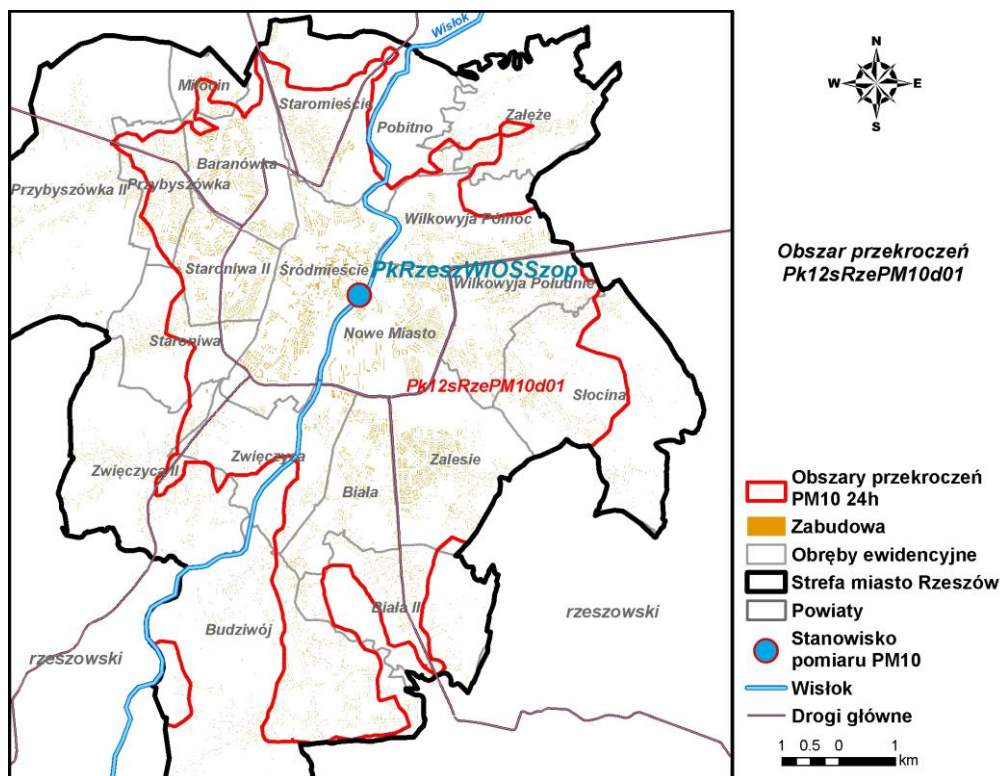 Wisłok
N
W E
S
Miłocin
Staromieście
Załęże
Pobitno
Baranówka
Przybyszówka II
Przybyszówka
Wilkowyja Północ
Obszar przekroczeń
Pk12sRzePM10d01
Staroniwa II
Śródmieście
PkRzeszWIOSSzop
Wilkowyja Południe
Staroniwa
Nowe Miasto
Pk12sRzePM10d01
Słocina
Zwięczyca II
Zwięczyca
Zalesie
Biała
Biała II
Budziwój
rzeszowski
rzeszowski
Obszary przekroczeń
PM10 24h
Zabudowa
Obręby ewidencyjne
Strefa miasto Rzeszów
Powiaty
Stanowisko
pomiaru PM10
Wisłok
Drogi główne
1 0.5 0 1
km